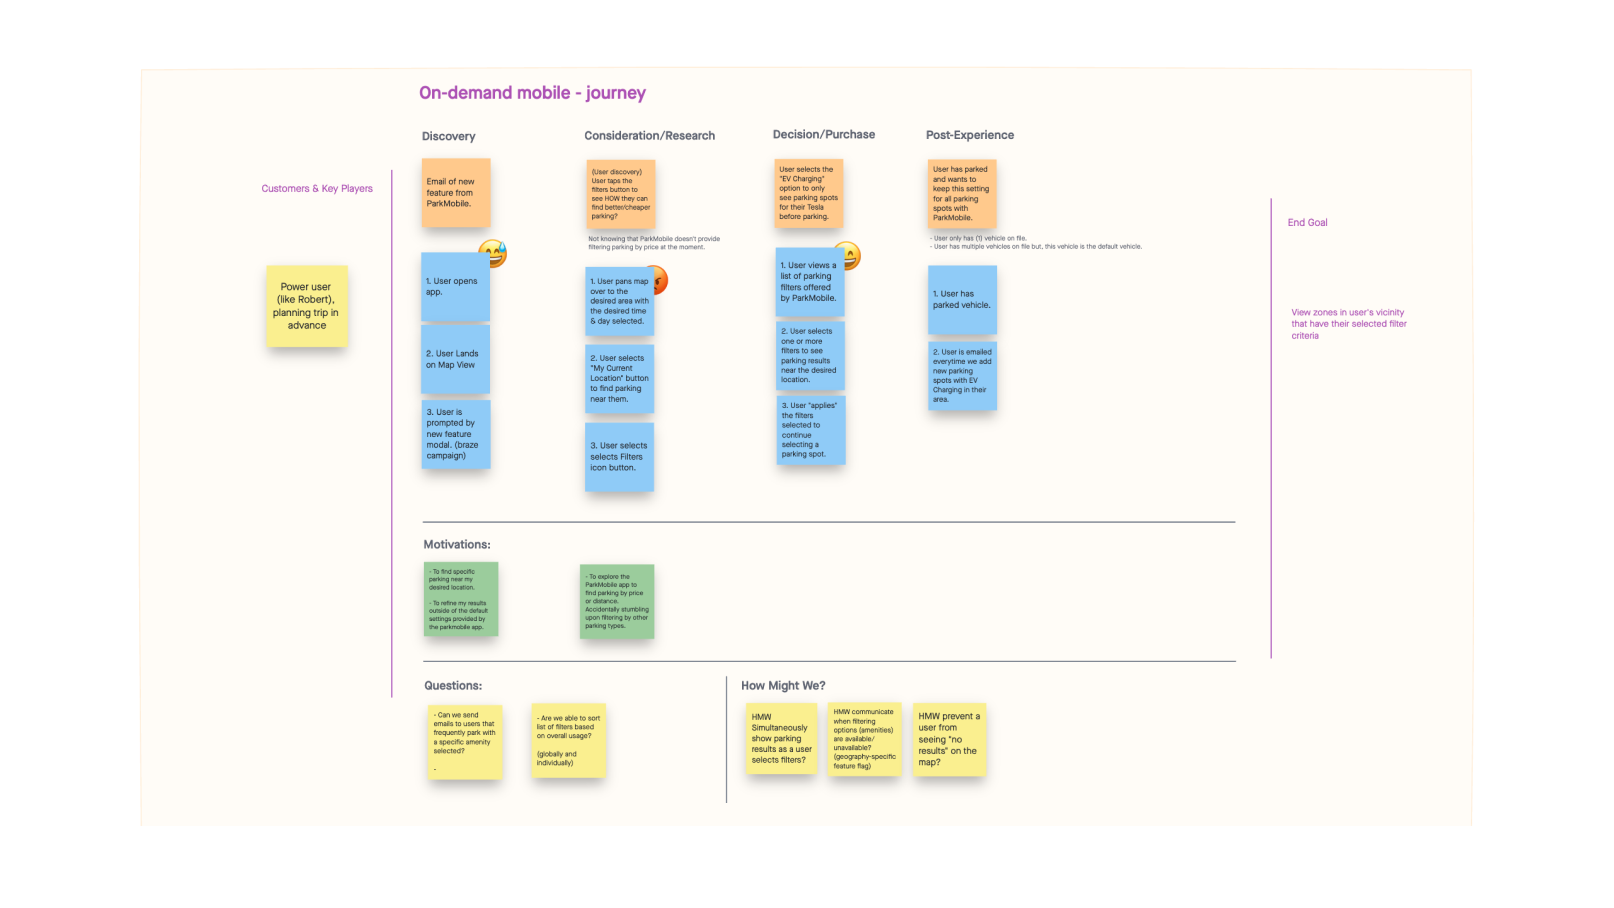 On-demand mobile - journey
Discovery
Consideration/Research
Decision/Purchase
Post-Experience
Customers & Key Players
Power user
(like Robert),
planning trip in
advance
Email of new
feature from
ParkMobile.
1. User opens
app.
2. User Lands
on Map View
3. User is
prompted by
new feature
modal. (braze
campaign)
(User discovery)
User taps the
filters button to
see HOW they can
find better/cheaper
parking?
Not knowing that ParkMobile doesn't provide
filtering parking by price at the moment.
1. User pans map
over to the
desired area with
the desired time
& day selected.
2. User selects
"My Current
Location" button
to find parking
near them.
3. User selects
selects Filters
icon button.
User selects the
"EV Charging"
option to only
see parking spots
for their Tesla
before parking.
1. User views a
list of parking
filters offered
by ParkMobile.
2. User selects
one or more
filters to see
parking results
near the desired
location.
3. User "applies"
the filters
selected to
continue
selecting a
parking spot.
User has parked
and wants to
keep this setting
for all parking
spots with
ParkMobile.
- User only has (1) vehicle on file.
- User has multiple vehicles on file but, this vehicle is the default vehicle.
1. User has
parked vehicle.
2. User is emailed
everytime we add
new parking
spots with EV
Charging in their
area.
End Goal
View zones in user's vicinity
that have their selected filter
criteria
Motivations:
- To find specific
parking near my
desired location.
- To refine my results
outside of the default
settings provided by
the parkmobile app.
- To explore the
ParkMobile app to
find parking by price
or distance.
Accidentally stumbling
upon filtering by other
parking types.
Questions:
- Can we send
emails to users that
frequently park with
a specific amenity
selected?
-
- Are we able to sort
list of filters based
on overall usage?
(globally and
individually)
How Might We?
HMW
Simultaneously
show parking
results as a user
selects filters?
HMW communicate
when filtering
options (amenities)
are available/
unavailable?
(geography-specific
feature flag)
HMW prevent a
user from
seeing "no
results" on the
map?